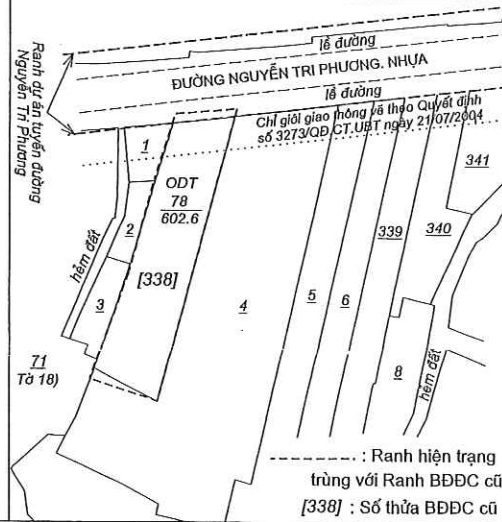 lề đường
ĐƯỜNG NGUYỄN TRI PHƯƠNG. NHỰA
lề đường
Ranh dự án tuyến đường
Nguyễn Tri Phương
Chỉ giới giao thông vẽ theo Quyết định
số 3273/QĐ.CT.UBT ngày 21/07/2004
1
ODT
78
602.6
[338]
2
3
hẻm đất
4
5
6
339
340
341
8
hẻm đất
71
Tờ 18)
: Ranh hiện trạng
trùng với Ranh BĐĐC cũ
[338] : Số thửa BĐĐC cũ